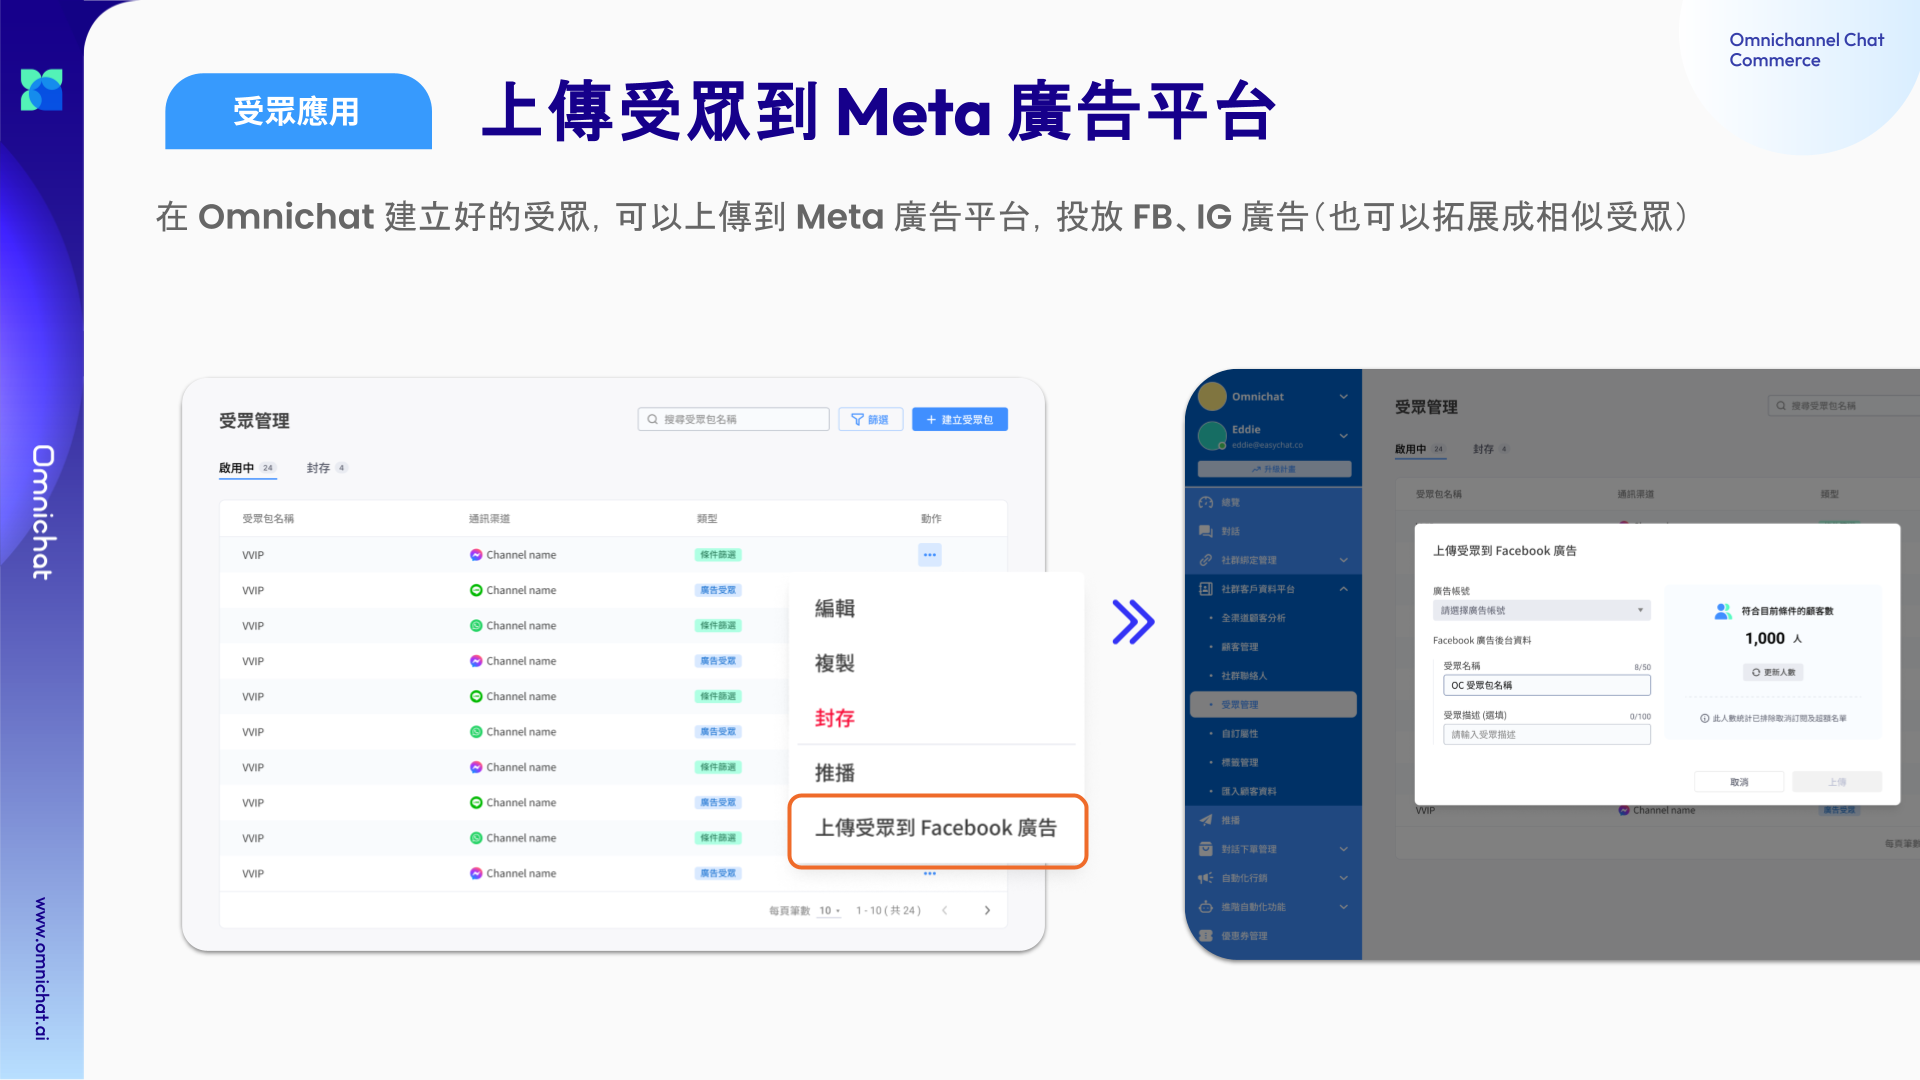 Omnichannel Chat
Commerce
受眾應用
上傳受眾到 Meta 廣告平台
在 Omnichat 建立好的受眾，可以上傳到 Meta 廣告平台，投放 FB、IG 廣告（也可以拓展成相似受眾）
Omnichat
www.omnichat.ai
受眾管理
搜尋受眾包名稱
篩選
+ 建立受眾包
啟用中 24
封存 4
受眾包名稱 通訊渠道 類型 動作
VVIP Channel name 條件篩選 •••
VVIP Channel name 廣告受眾
VVIP Channel name 條件篩選
VVIP Channel name 廣告受眾
VVIP Channel name 條件篩選
VVIP Channel name 廣告受眾
VVIP Channel name 條件篩選
VVIP Channel name 廣告受眾
VVIP Channel name 條件篩選
VVIP Channel name 廣告受眾 •••
每頁筆數 10 1 - 10 ( 共 24 )
編輯
複製
封存
推播
上傳受眾到 Facebook 廣告
Omnichat
Eddie
eddie@easychat.co
升級計畫
總覽
對話
社群綁定管理
社群客戶資料平台
全渠道顧客分析
顧客管理
社群聯絡人
受眾管理
自訂屬性
標籤管理
匯入顧客資料
推播
對話下單管理
自動化行銷
進階自動化功能
優惠券管理
受眾管理
搜尋受眾包名稱
啟用中 24
封存 4
受眾包名稱 通訊渠道 類型
上傳受眾到 Facebook 廣告
廣告帳號
請選擇廣告帳號
Facebook 廣告後台資料
受眾名稱 8/50
OC 受眾包名稱
受眾描述 (選填) 0/100
請輸入受眾描述
符合目前條件的顧客數
1,000 人
更新人數
此人數統計已排除取消訂閱及超額名單
取消
上傳
VVIP Channel name 廣告受眾
每頁筆數